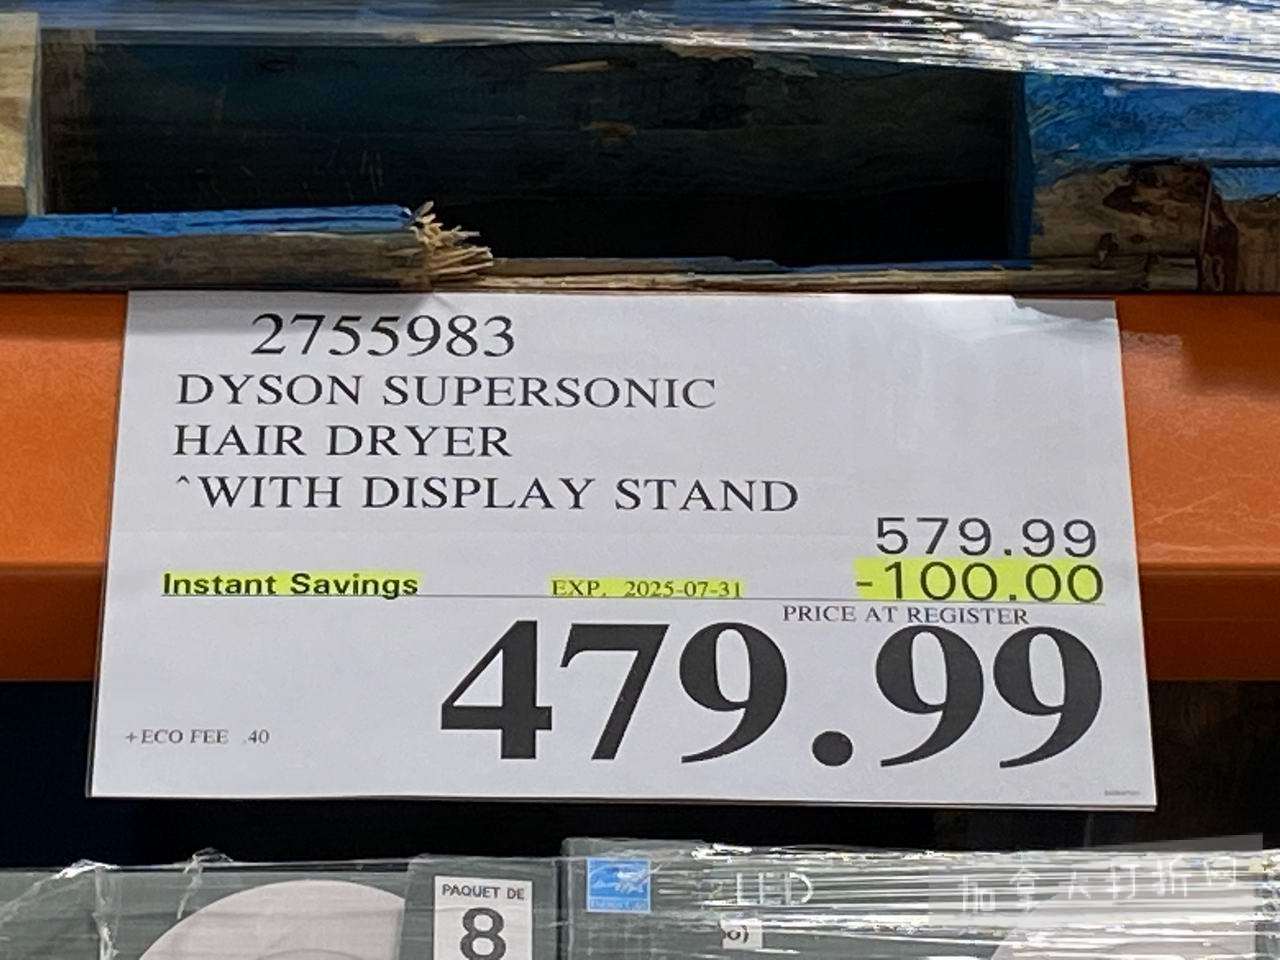 2755983
DYSON SUPERSONIC
HAIR DRYER
^WITH DISPLAY STAND
579.99
Instant Savings EXP. 2025-07-31 -100.00
PRICE AT REGISTER
479.99
+ECO FEE .40
PAQUET DE
8
LED
加拿大打折网